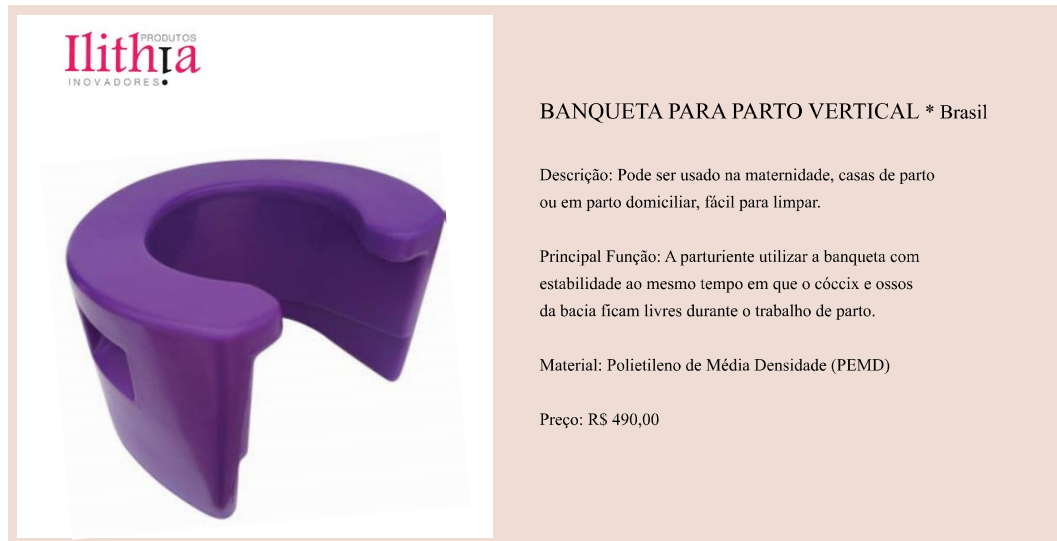 PRODUTOS
Ilithia
INOVADORES
BANQUETA PARA PARTO VERTICAL * Brasil
Descrição: Pode ser usado na maternidade, casas de parto
ou em parto domiciliar, fácil para limpar.
Principal Função: A parturiente utilizar a banqueta com
estabilidade ao mesmo tempo em que o cóccix e ossos
da bacia ficam livres durante o trabalho de parto.
Material: Polietileno de Média Densidade (PEMD)
Preço: R$ 490,00